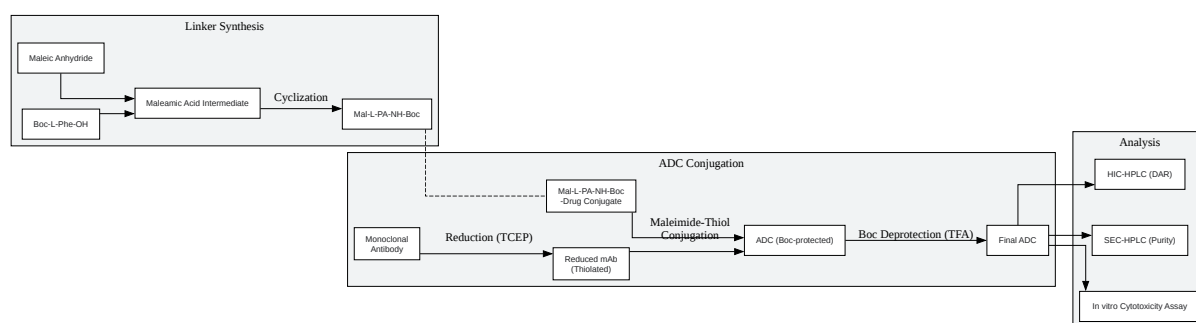 Linker Synthesis
Maleic Anhydride
Maleamic Acid Intermediate
Cyclization
Boc-L-Phe-OH
Mal-L-PA-NH-Boc
ADC Conjugation
Mal-L-PA-NH-Boc
-Drug Conjugate
Monoclonal
Antibody
Reduction (TCEP)
Reduced mAb
(Thiolated)
Maleimide-Thiol
Conjugation
ADC (Boc-protected)
Boc Deprotection (TFA)
Final ADC
Analysis
HIC-HPLC (DAR)
SEC-HPLC (Purity)
In vitro Cytotoxicity Assay